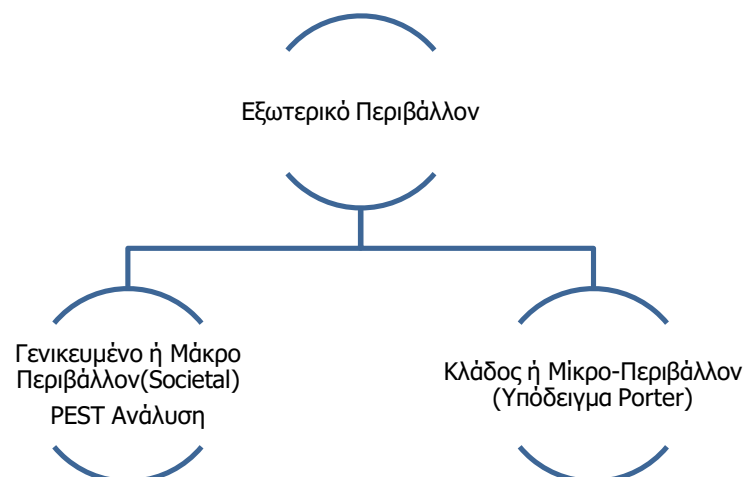 Εξωτερικό Περιβάλλον
Γενικευμένο ή Μάκρο
Περιβάλλον(Societal)
PEST Ανάλυση
Κλάδος ή Μίκρο-Περιβάλλον
(Υπόδειγμα Porter)